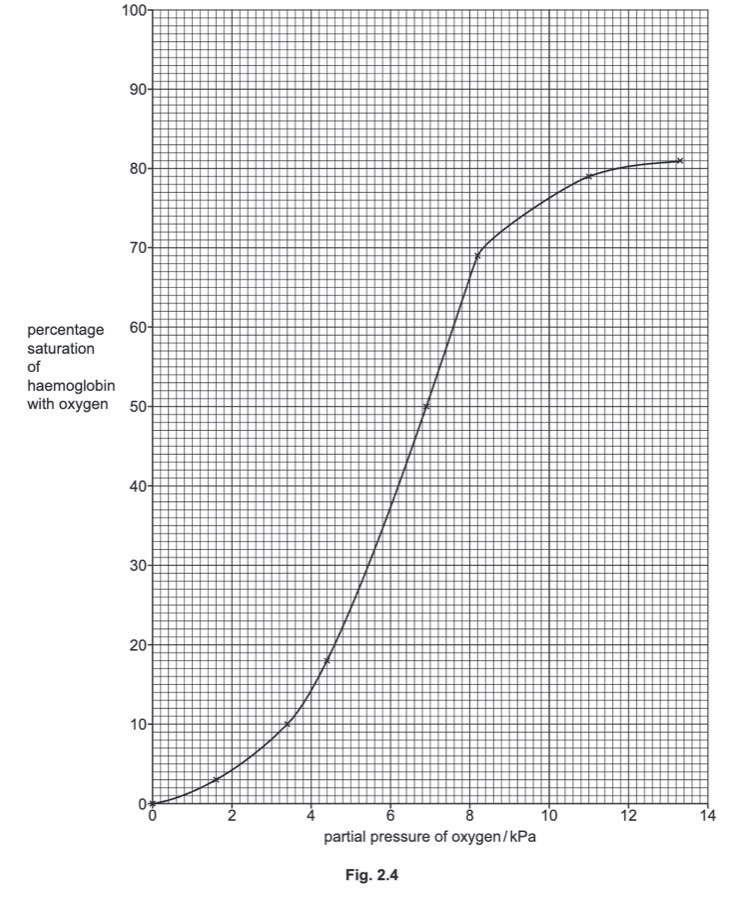 100
90
80
70
60
50
40
30
20
10
0
percentage
saturation
of
haemoglobin
with oxygen
0 2 4 6 8 10 12 14
partial pressure of oxygen/kPa
Fig. 2.4